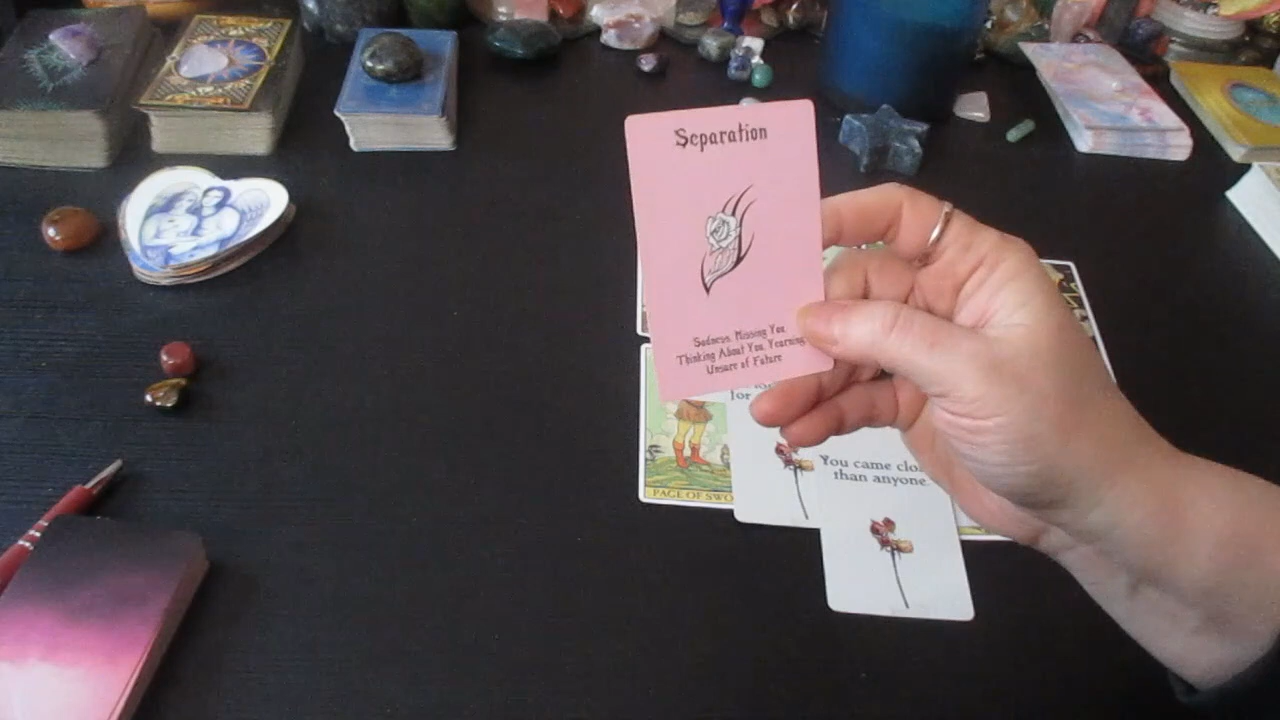 Separation
Sadness, Missing You
Thinking About You, Yearning
Unsure of Future
for
PAGE OF SWO
You came clo
than anyone.